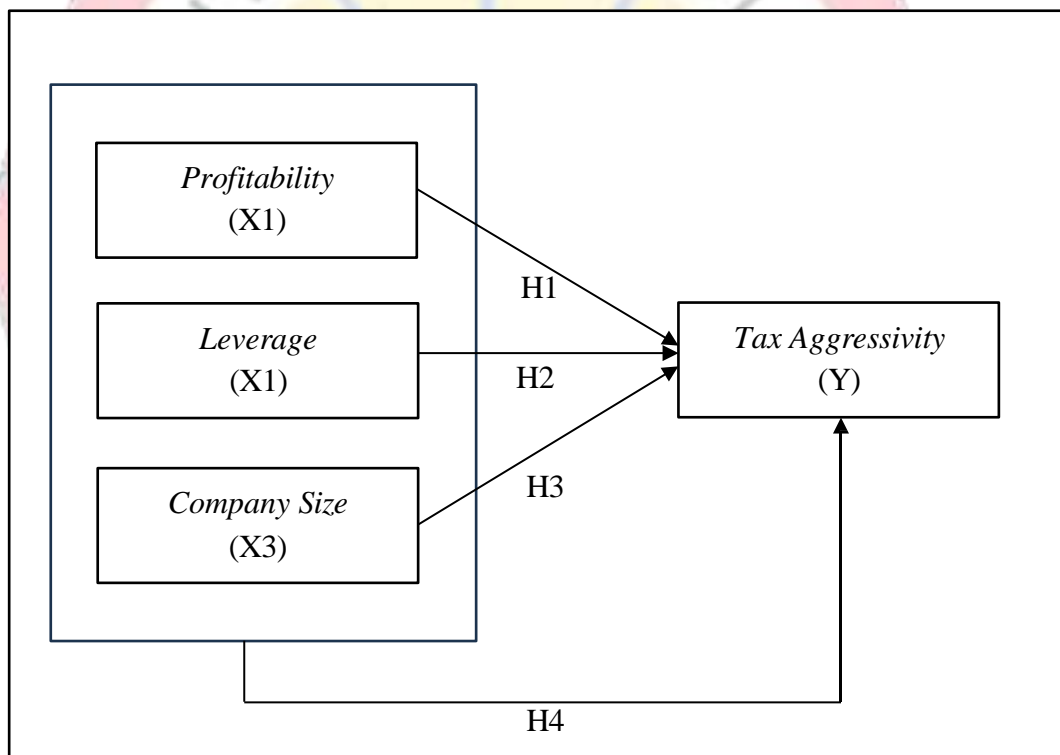 Profitability
(X1)
H1
Leverage
(X1)
H2
Tax Aggressivity
(Y)
Company Size
(X3)
H3
H4